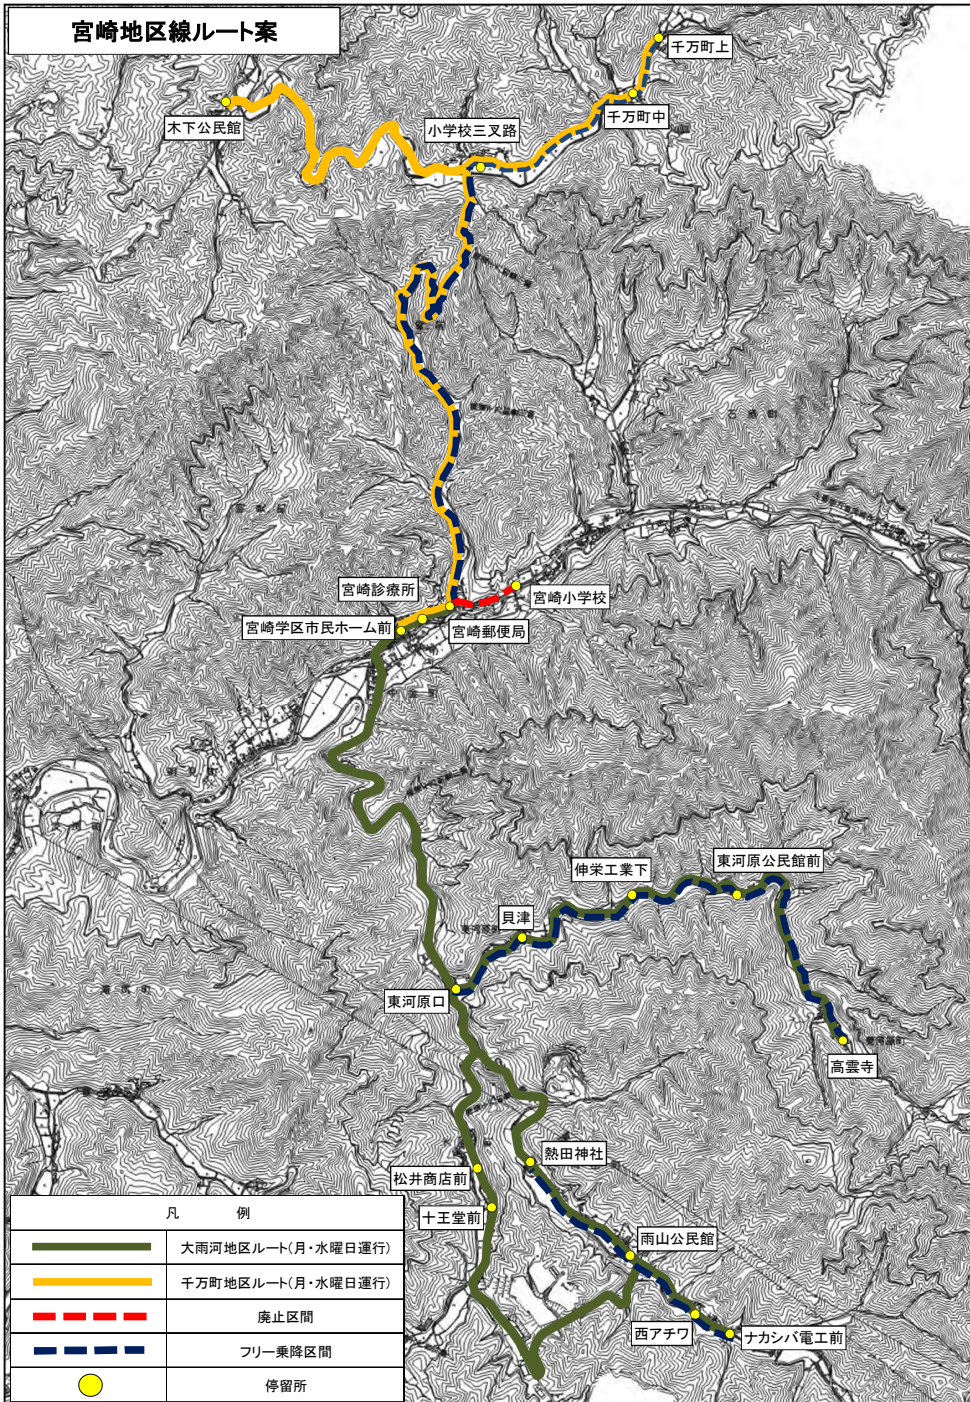 宮崎地区線ルート案
千万町上
木下公民館
千万町中
小学校三叉路
宮崎診療所
宮崎小学校
宮崎学区市民ホーム前
宮崎郵便局
東河原公民館前
伸栄工業下
貝津
東河原口
高雲寺
熱田神社
松井商店前
十王堂前
雨山公民館
西アチワ
ナカシバ電工前
凡 例
大雨河地区ルート(月・水曜日運行)
千万町地区ルート(月・水曜日運行)
廃止区間
フリー乗降区間
停留所